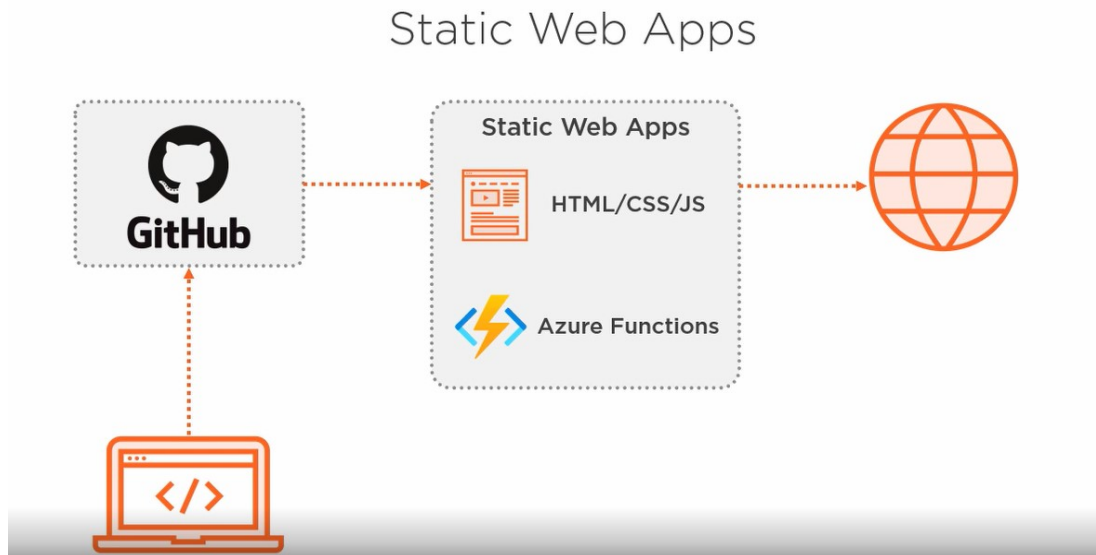 Static Web Apps
GitHub
Static Web Apps
HTML/CSS/JS
Azure Functions
</>